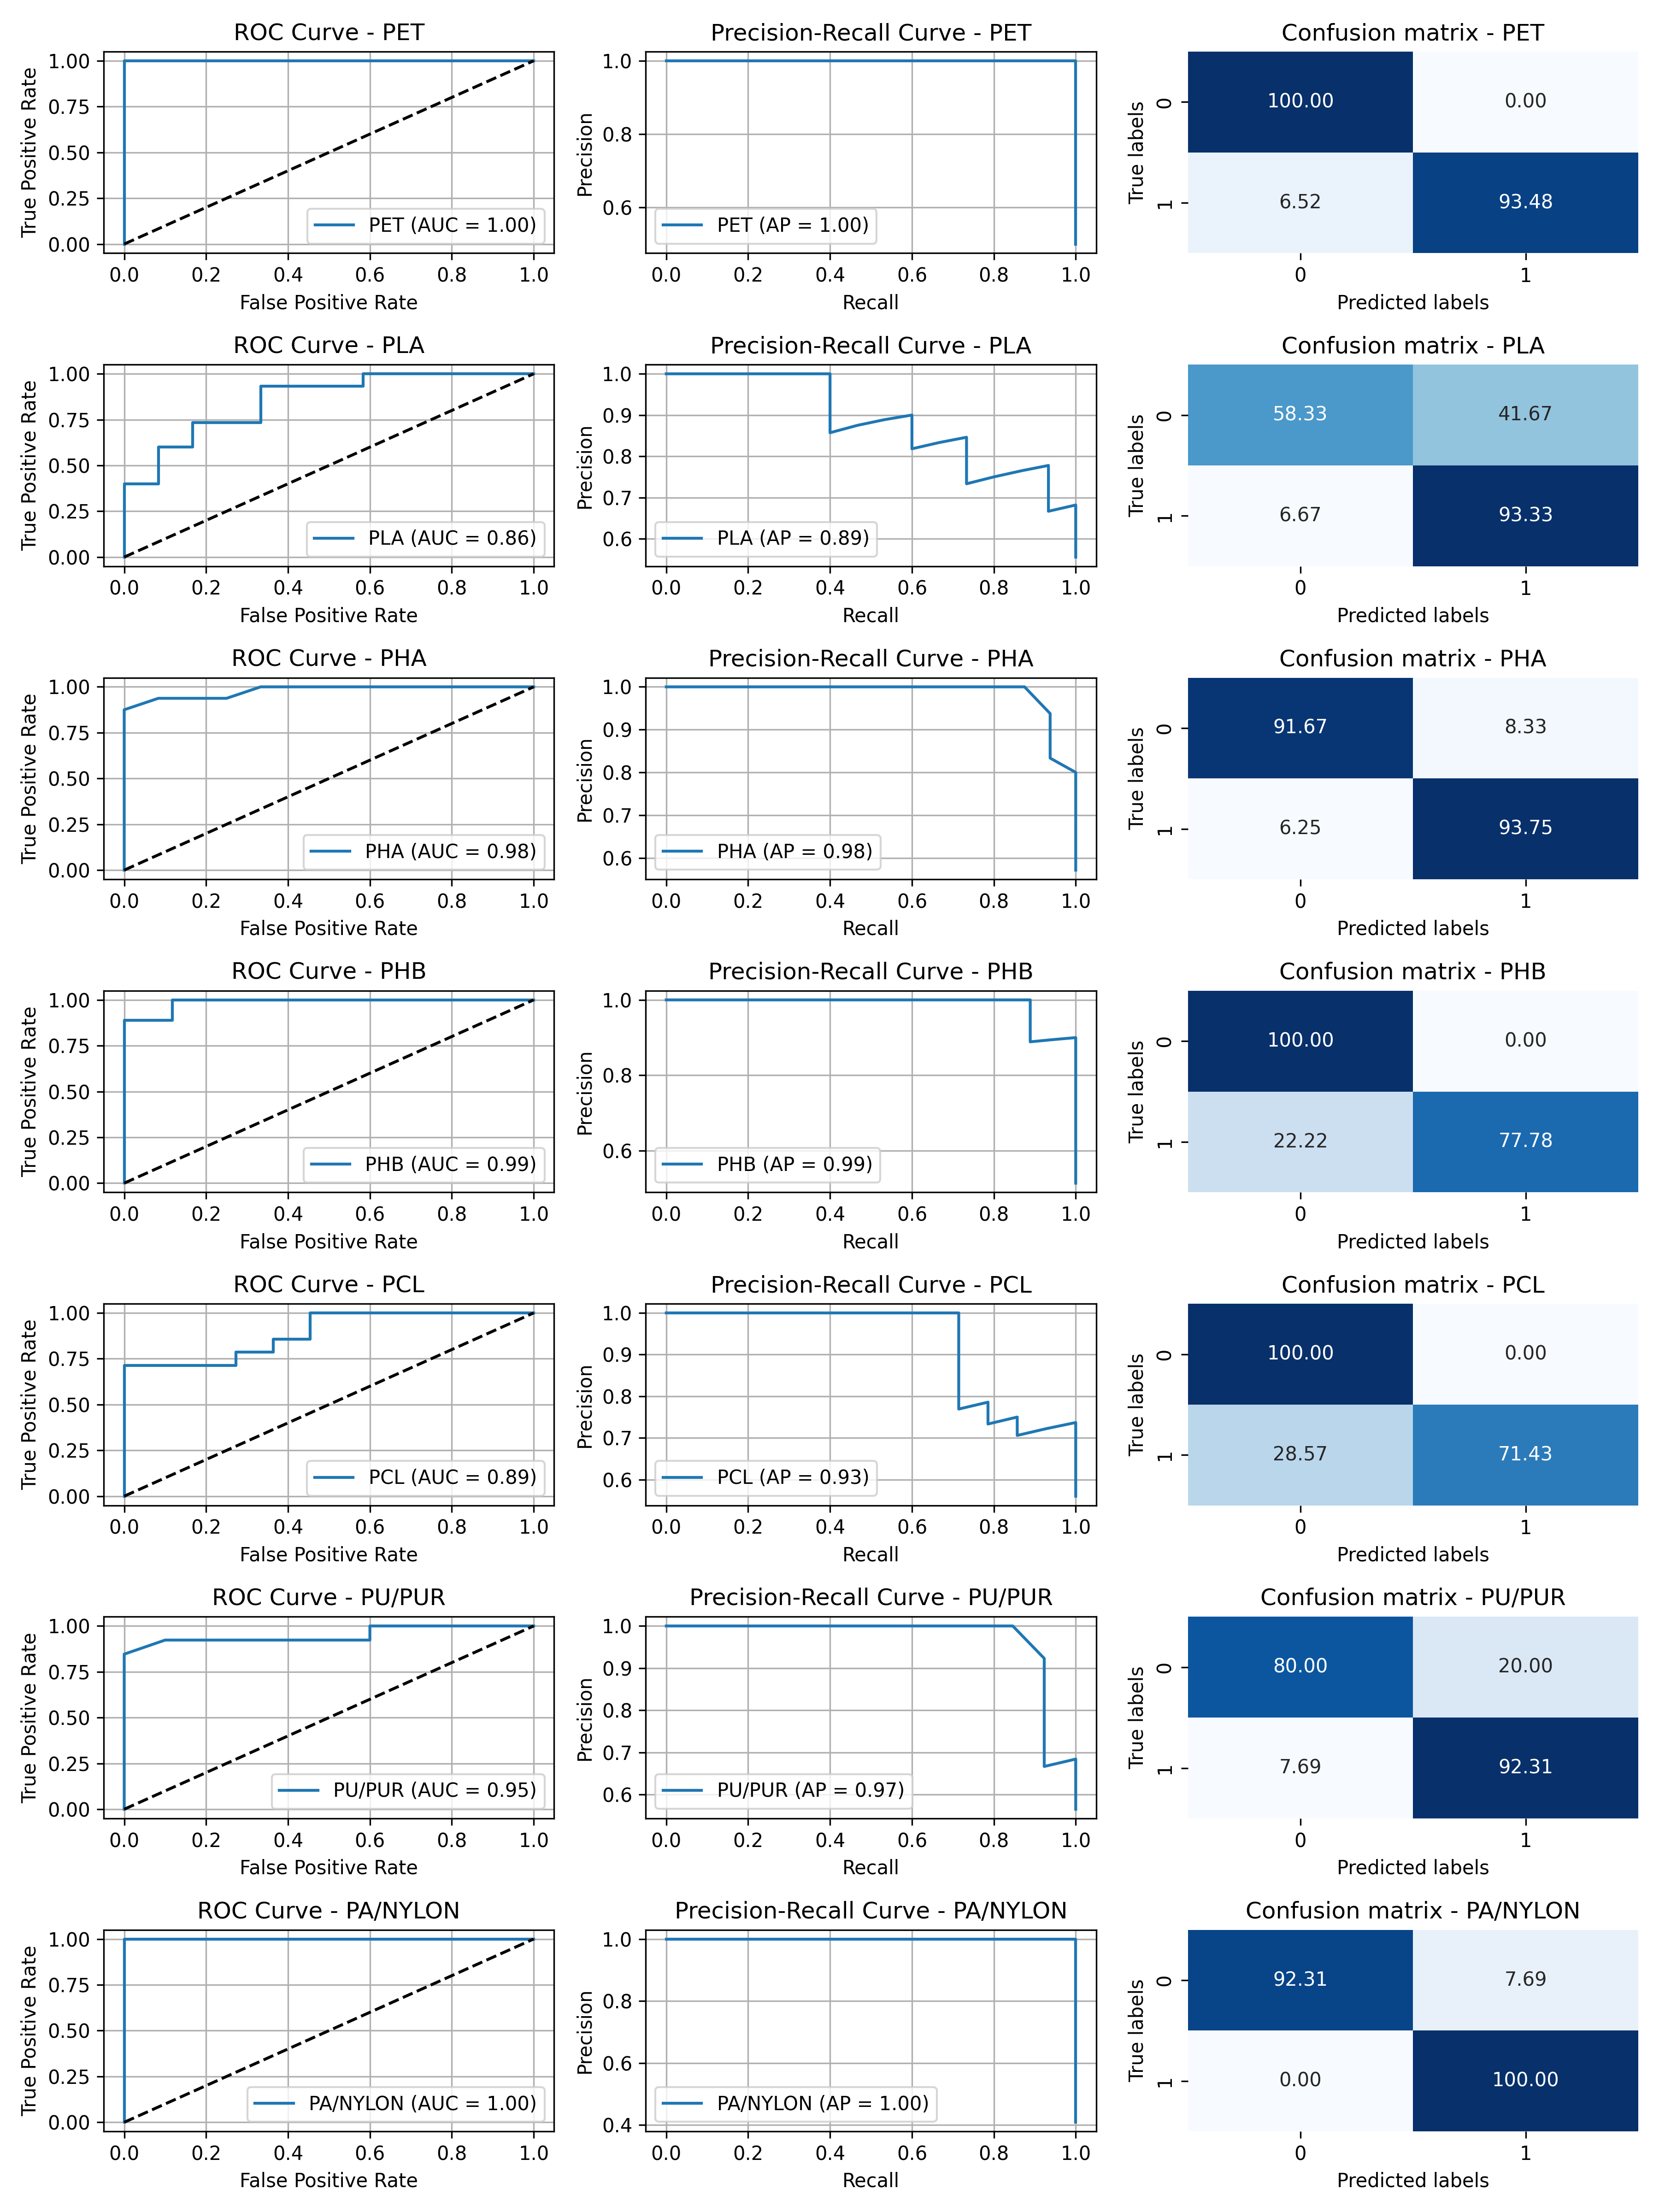 ROC Curve - PET
True Positive Rate
1.00
0.75
0.50
0.25
0.00
PET (AUC = 1.00)
0.0 0.2 0.4 0.6 0.8 1.0
False Positive Rate
Precision-Recall Curve - PET
Precision
1.0
0.8
0.6
PET (AP = 1.00)
0.0 0.2 0.4 0.6 0.8 1.0
Recall
Confusion matrix - PET
True labels
0
1
100.00 0.00
6.52 93.48
0 1
Predicted labels
ROC Curve - PLA
True Positive Rate
1.00
0.75
0.50
0.25
0.00
PLA (AUC = 0.86)
0.0 0.2 0.4 0.6 0.8 1.0
False Positive Rate
Precision-Recall Curve - PLA
Precision
1.0
0.9
0.8
0.7
0.6
PLA (AP = 0.89)
0.0 0.2 0.4 0.6 0.8 1.0
Recall
Confusion matrix - PLA
True labels
0
1
58.33 41.67
6.67 93.33
0 1
Predicted labels
ROC Curve - PHA
True Positive Rate
1.00
0.75
0.50
0.25
0.00
PHA (AUC = 0.98)
0.0 0.2 0.4 0.6 0.8 1.0
False Positive Rate
Precision-Recall Curve - PHA
Precision
1.0
0.9
0.8
0.7
0.6
PHA (AP = 0.98)
0.0 0.2 0.4 0.6 0.8 1.0
Recall
Confusion matrix - PHA
True labels
0
1
91.67 8.33
6.25 93.75
0 1
Predicted labels
ROC Curve - PHB
True Positive Rate
1.00
0.75
0.50
0.25
0.00
PHB (AUC = 0.99)
0.0 0.2 0.4 0.6 0.8 1.0
False Positive Rate
Precision-Recall Curve - PHB
Precision
1.0
0.8
0.6
PHB (AP = 0.99)
0.0 0.2 0.4 0.6 0.8 1.0
Recall
Confusion matrix - PHB
True labels
0
1
100.00 0.00
22.22 77.78
0 1
Predicted labels
ROC Curve - PCL
True Positive Rate
1.00
0.75
0.50
0.25
0.00
PCL (AUC = 0.89)
0.0 0.2 0.4 0.6 0.8 1.0
False Positive Rate
Precision-Recall Curve - PCL
Precision
1.0
0.9
0.8
0.7
0.6
PCL (AP = 0.93)
0.0 0.2 0.4 0.6 0.8 1.0
Recall
Confusion matrix - PCL
True labels
0
1
100.00 0.00
28.57 71.43
0 1
Predicted labels
ROC Curve - PU/PUR
True Positive Rate
1.00
0.75
0.50
0.25
0.00
PU/PUR (AUC = 0.95)
0.0 0.2 0.4 0.6 0.8 1.0
False Positive Rate
Precision-Recall Curve - PU/PUR
Precision
1.0
0.9
0.8
0.7
0.6
PU/PUR (AP = 0.97)
0.0 0.2 0.4 0.6 0.8 1.0
Recall
Confusion matrix - PU/PUR
True labels
0
1
80.00 20.00
7.69 92.31
0 1
Predicted labels
ROC Curve - PA/NYLON
True Positive Rate
1.00
0.75
0.50
0.25
0.00
PA/NYLON (AUC = 1.00)
0.0 0.2 0.4 0.6 0.8 1.0
False Positive Rate
Precision-Recall Curve - PA/NYLON
Precision
1.0
0.8
0.6
0.4
PA/NYLON (AP = 1.00)
0.0 0.2 0.4 0.6 0.8 1.0
Recall
Confusion matrix - PA/NYLON
True labels
0
1
92.31 7.69
0.00 100.00
0 1
Predicted labels